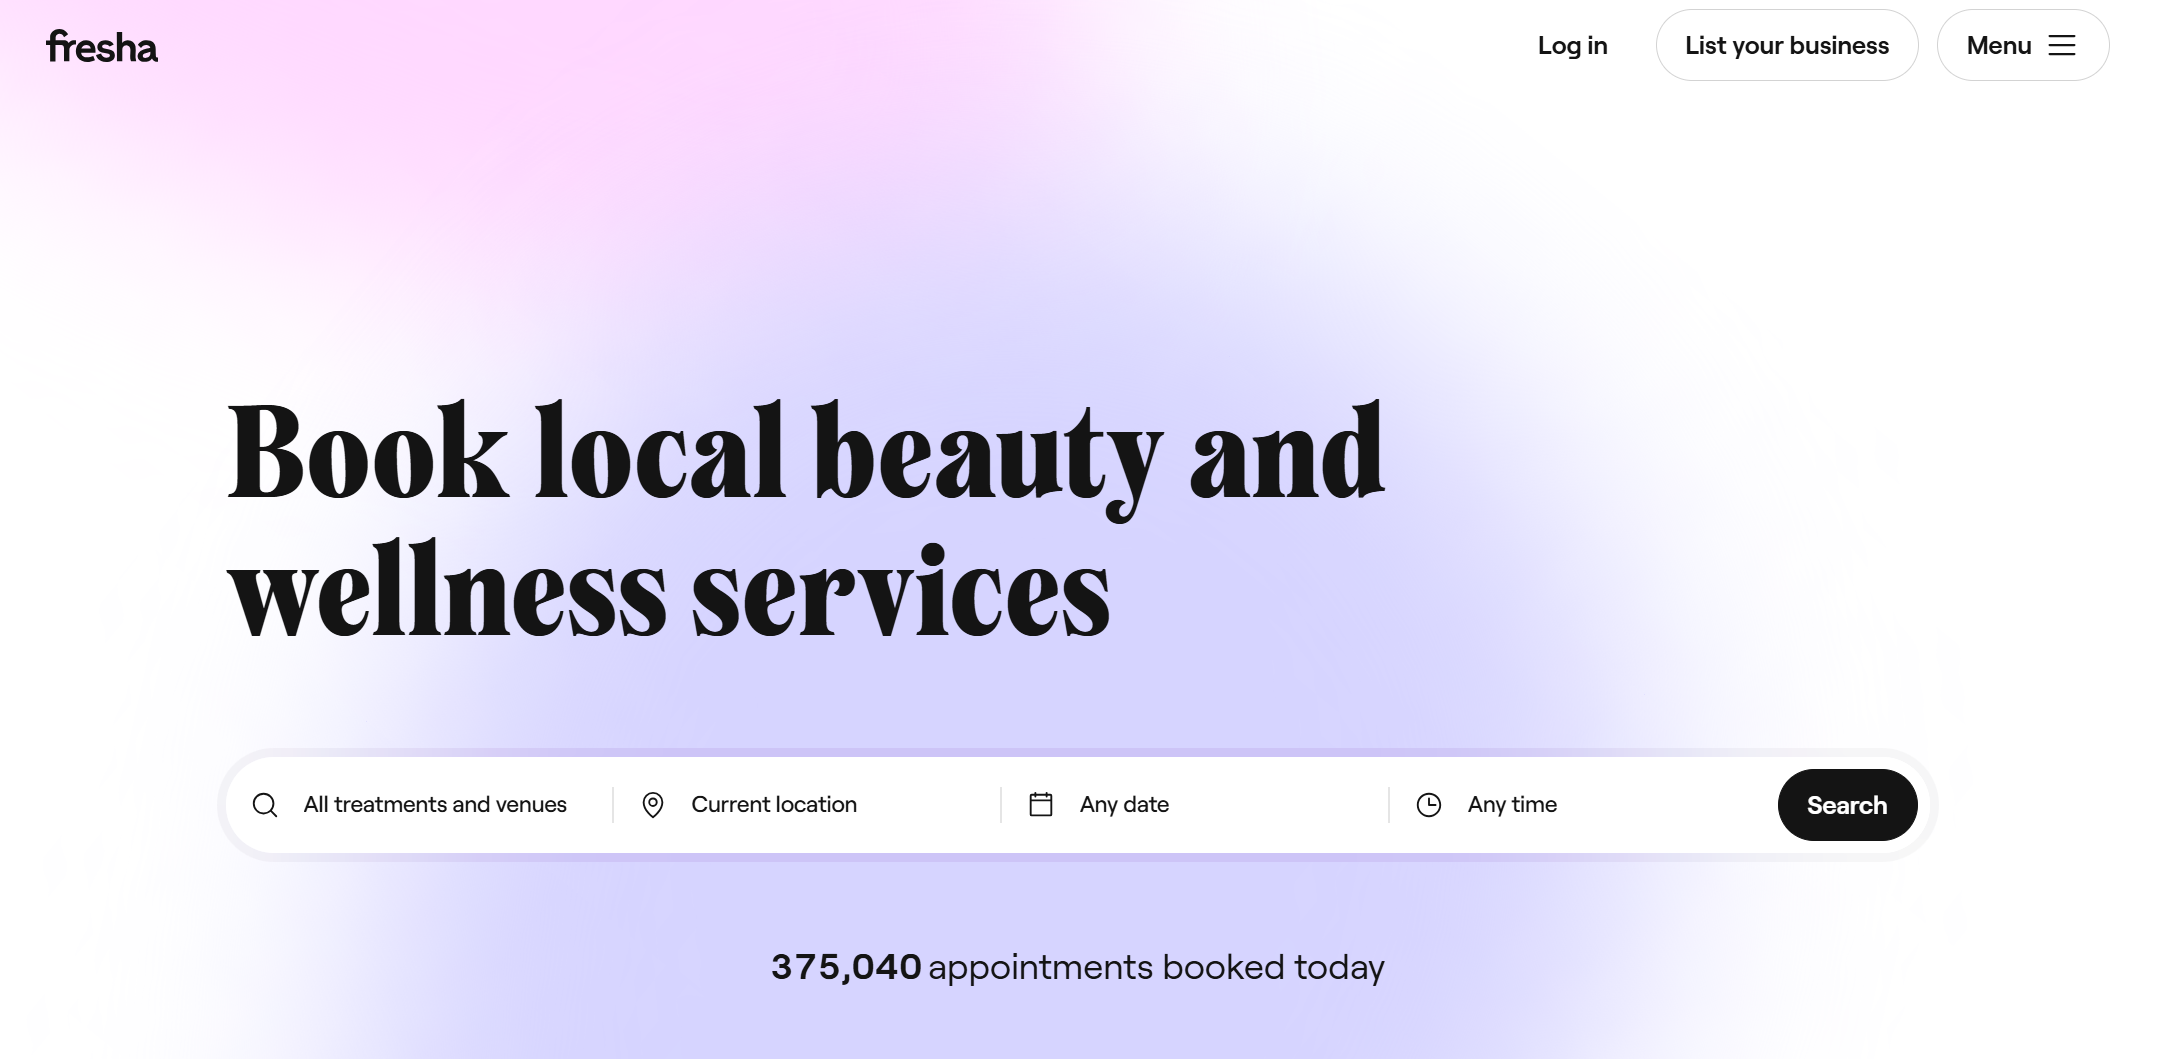 fresha
Log in
List your business
Menu
Book local beauty and
wellness services
All treatments and venues
Current location
Any date
Any time
Search
375,040 appointments booked today